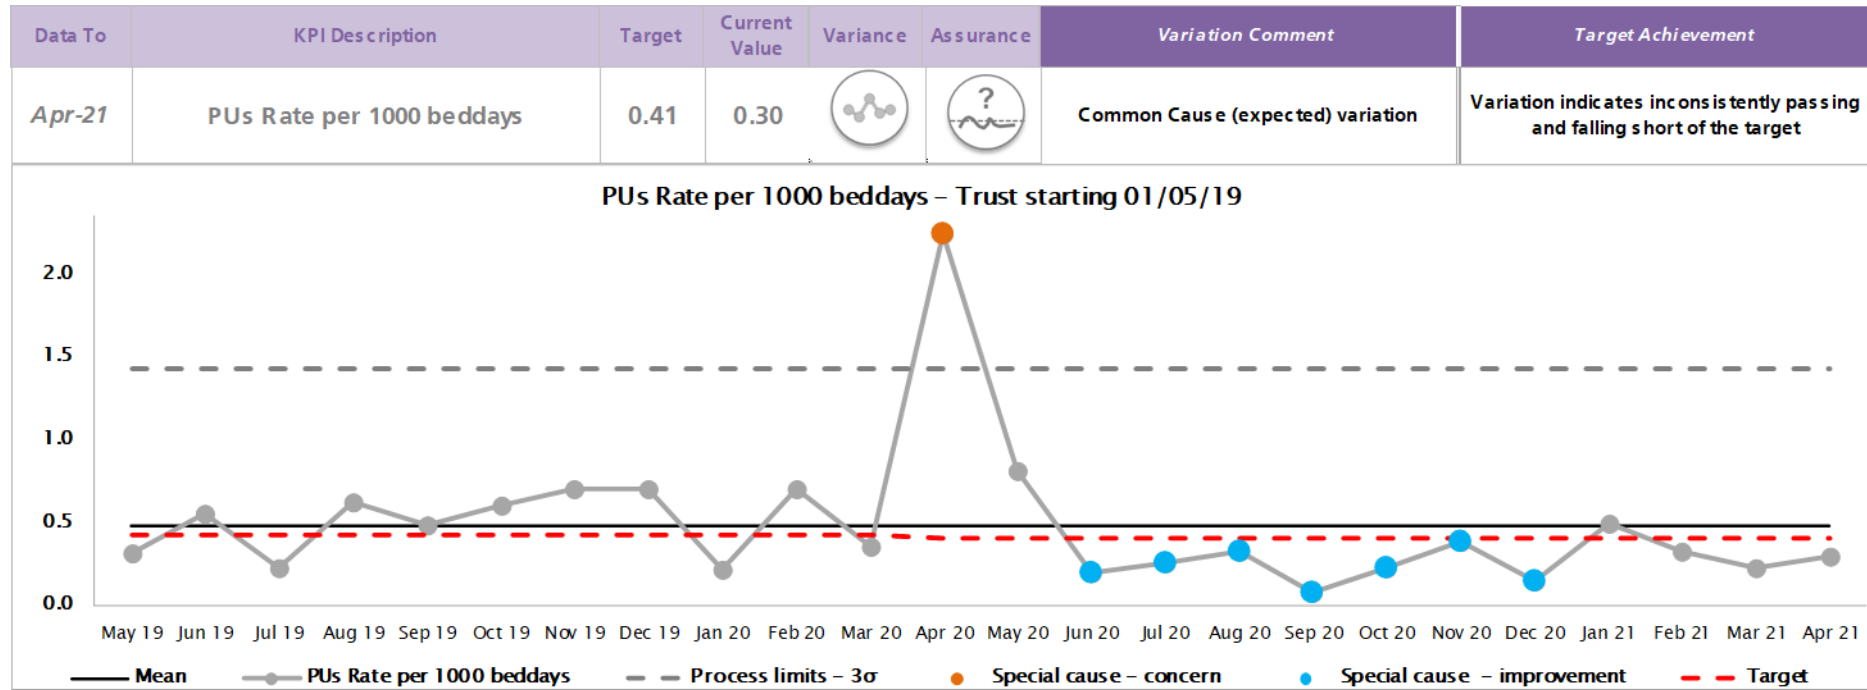 Data To KPI Description Target Current Value Variance Assurance Variation Comment Target Achievement
Apr-21 PUs Rate per 1000 beddays 0.41 0.30 ? Common Cause (expected) variation Variation indicates inconsistently passing
and falling short of the target
PUs Rate per 1000 beddays – Trust starting 01/05/19
2.0
1.5
1.0
0.5
0.0
May 19 Jun 19 Jul 19 Aug 19 Sep 19 Oct 19 Nov 19 Dec 19 Jan 20 Feb 20 Mar 20 Apr 20 May 20 Jun 20 Jul 20 Aug 20 Sep 20 Oct 20 Nov 20 Dec 20 Jan 21 Feb 21 Mar 21 Apr 21
Mean PUs Rate per 1000 beddays Process limits – 3σ Special cause – concern Special cause – improvement Target